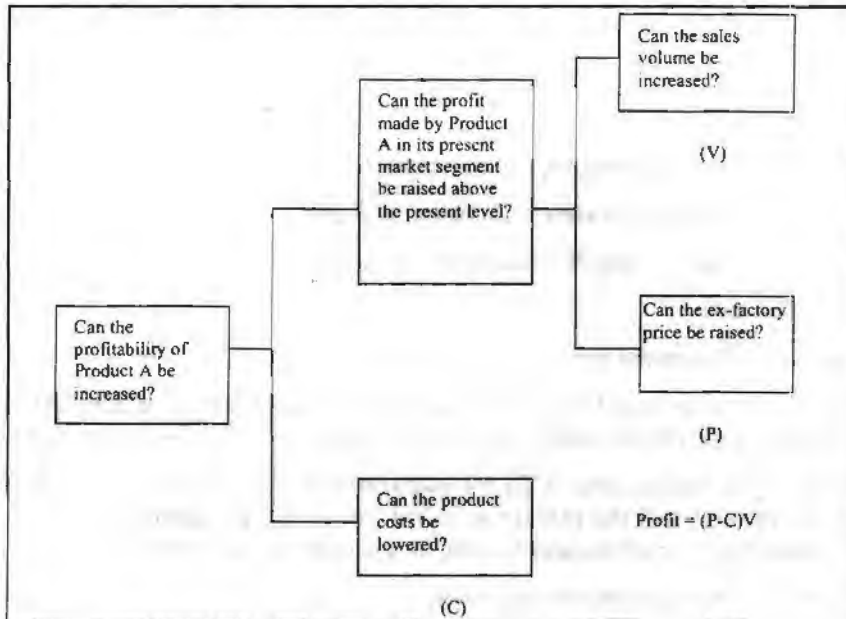 Can the sales
volume be
increased?
(V)
Can the profit
made by Product
A in its present
market segment
be raised above
the present level?
Can the ex-factory
price be raised?
(P)
Can the
profitability of
Product A be
increased?
Can the product
costs be
lowered?
(C)
Profit = (P-C)V